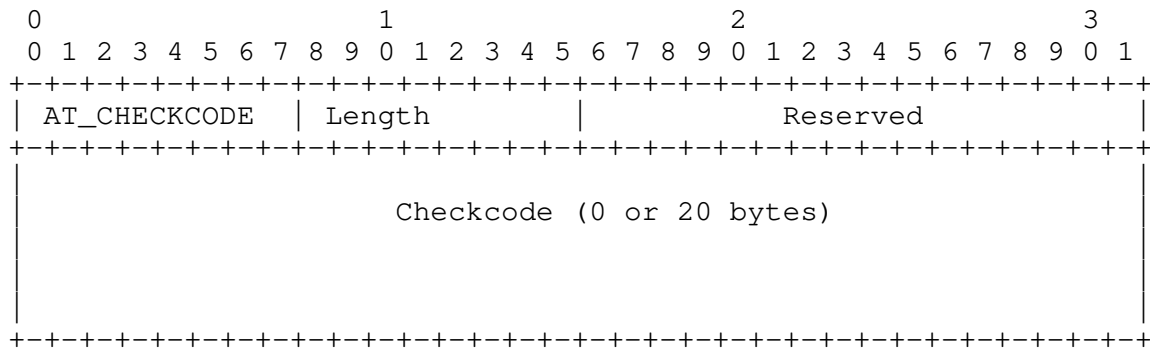 0                   1                   2                   3
 0 1 2 3 4 5 6 7 8 9 0 1 2 3 4 5 6 7 8 9 0 1 2 3 4 5 6 7 8 9 0 1
+-+-+-+-+-+-+-+-+-+-+-+-+-+-+-+-+-+-+-+-+-+-+-+-+-+-+-+-+-+-+-+-+
| AT_CHECKCODE  | Length        |           Reserved            |
+-+-+-+-+-+-+-+-+-+-+-+-+-+-+-+-+-+-+-+-+-+-+-+-+-+-+-+-+-+-+-+-+
|                                                               |
|                     Checkcode (0 or 20 bytes)                 |
|                                                               |
|                                                               |
|                                                               |
+-+-+-+-+-+-+-+-+-+-+-+-+-+-+-+-+-+-+-+-+-+-+-+-+-+-+-+-+-+-+-+-+